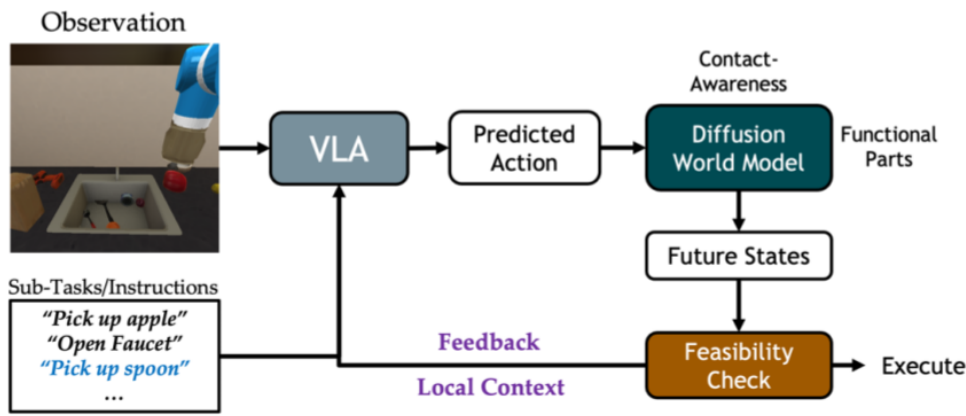 Observation
Contact-
Awareness
VLA
Predicted
Action
Diffusion
World Model
Functional
Parts
Future States
Sub-Tasks/Instructions
“Pick up apple”
“Open Faucet”
“Pick up spoon”
...
Feedback
Local Context
Feasibility
Check
Execute